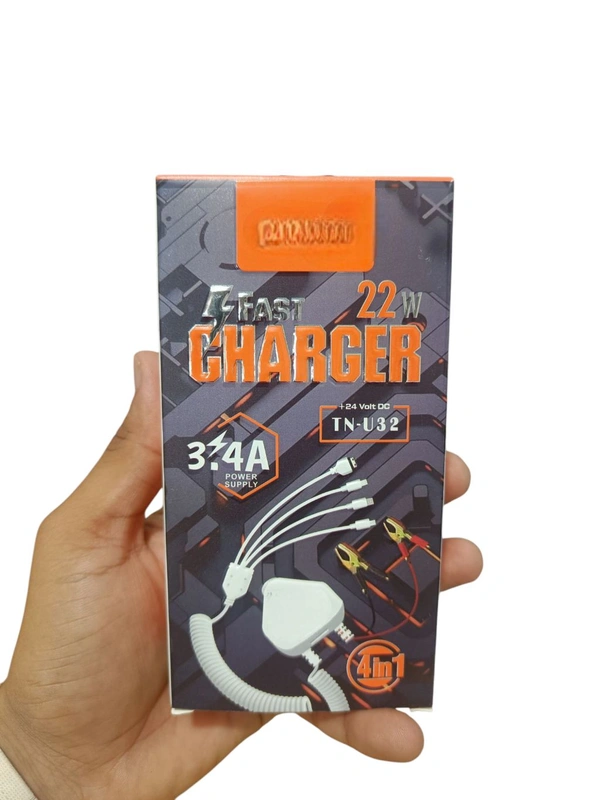 FAST
22W
CHARGER
+24 Volt DC
TN-U32
3.4A
POWER
SUPPLY
4in1